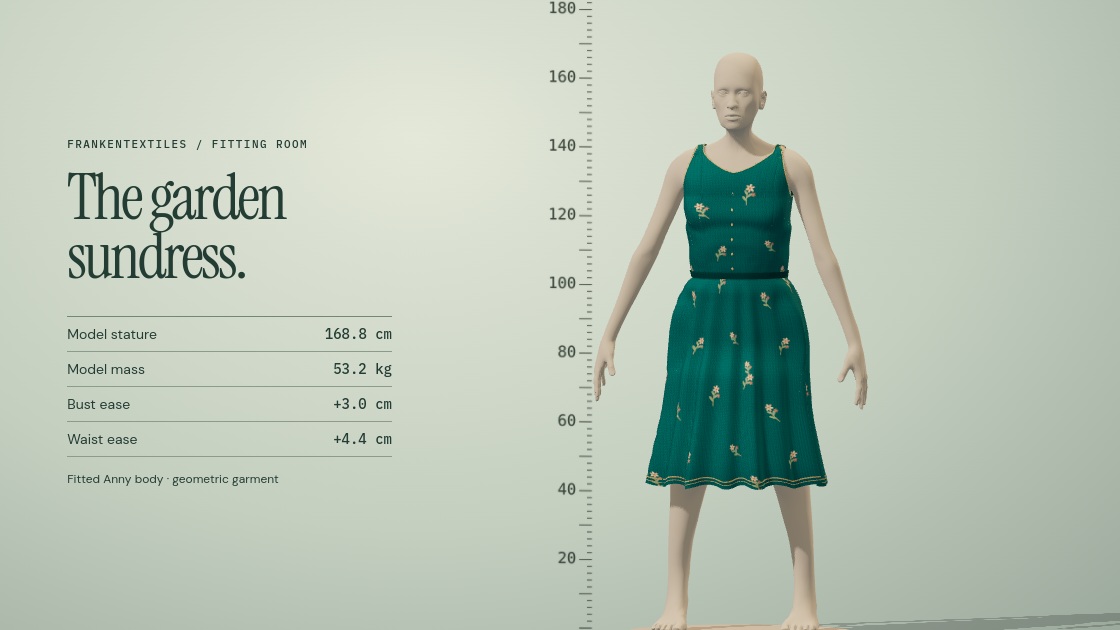 FRANKENTEXTILES / FITTING ROOM
The garden
sundress.
Model stature 168.8 cm
Model mass 53.2 kg
Bust ease +3.0 cm
Waist ease +4.4 cm
Fitted Anny body · geometric garment
180
160
140
120
100
80
60
40
20